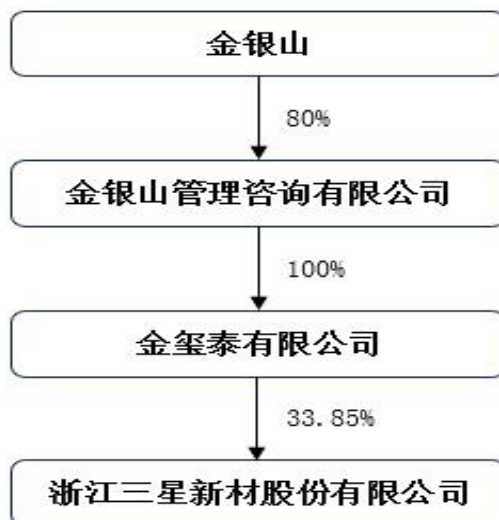 金银山
80%
金银山管理咨询有限公司
100%
金玺泰有限公司
33.85%
浙江三星新材股份有限公司